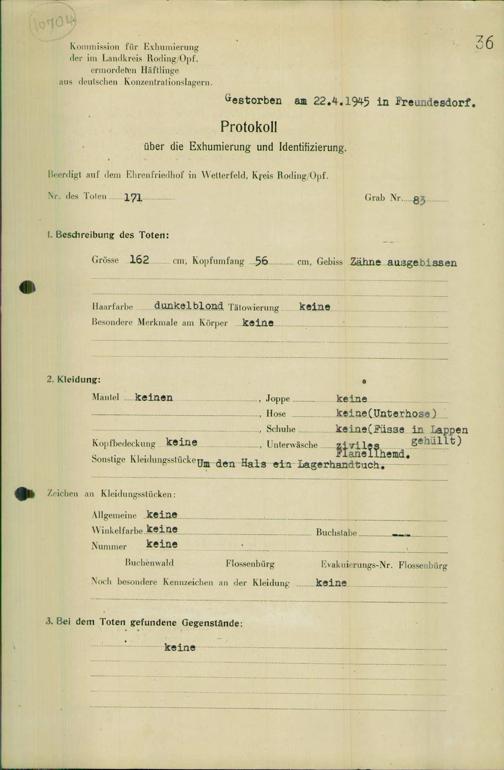 10704
36
Kommission für Exhumierung
der im Landkreis Roding/Opf.
ermordeten Häftlinge
aus deutschen Konzentrationslagern.
Gestorben am 22.4.1945 in Freundesdorf.
Protokoll
über die Exhumierung und Identifizierung.
Beerdigt auf dem Ehrenfriedhof in Wetterfeld, Kreis Roding/Opf.
Nr. des Toten 171 Grab Nr. 83
1. Beschreibung des Toten:
Grösse 162 cm, Kopfumfang 56 cm, Gebiss Zähne ausgebissen
Haarfarbe dunkelblond Tätowierung keine
Besondere Merkmale am Körper keine
2. Kleidung:
Mantel keinen, Joppe keine
, Hose keine(Unterhose)
, Schuhe keine(Füsse in Lappen gehüllt)
Kopfbedeckung keine, Unterwäsche ziviles Flanellhemd.
Sonstige Kleidungsstücke Um den Hals ein Lagerhandtuch.
Zeichen an Kleidungsstücken:
Allgemeine keine
Winkelfarbe keine Buchstabe ---
Nummer keine
Buchenwald Flossenbürg Evakuierungs-Nr. Flossenbürg
Noch besondere Kennzeichen an der Kleidung keine
3. Bei dem Toten gefundene Gegenstände:
keine